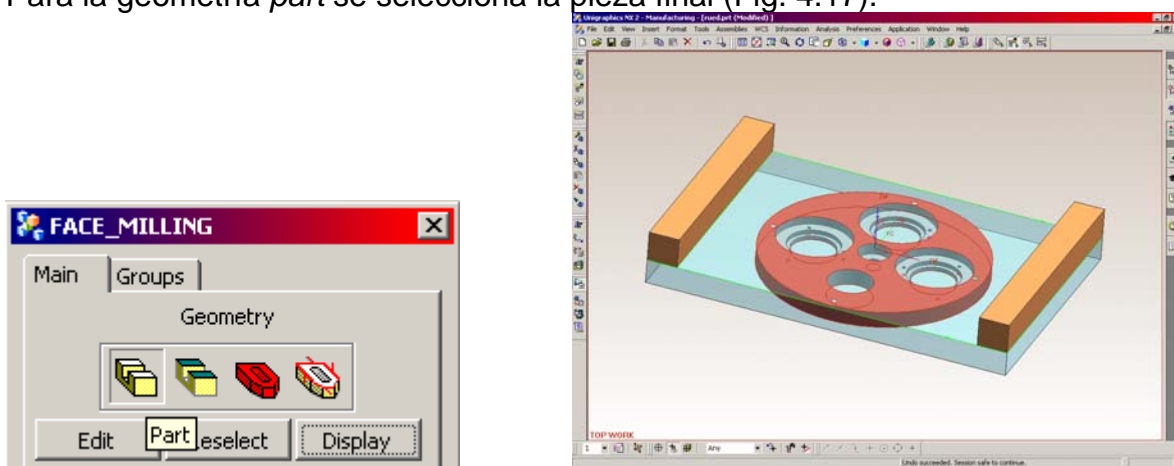 Para la geometría part se selecciona la pieza final (Fig. 4.17).
Unigraphics NX 2 - Manufacturing - [rued.prt (Modified) ]
File Edit View Insert Format Tools Assemblies WCS Information Analysis Preferences Application Window Help
FACE_MILLING
Main Groups
Geometry
Edit Part eselect Display
TOP WORK
1 Any
Undo succeeded. Session safe to continue.